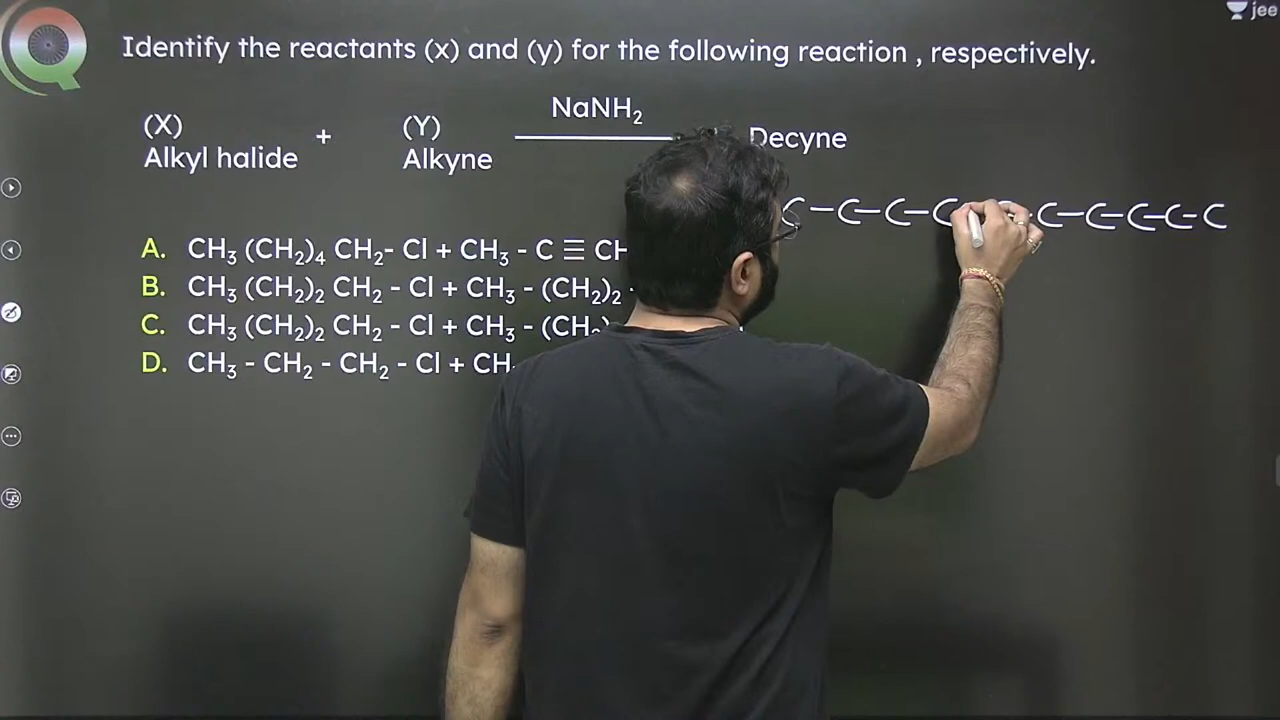 jee
Identify the reactants (x) and (y) for the following reaction , respectively.
NaNH₂
(X) + (Y)
Alkyl halide Alkyne Decyne
C – C – C – C C – C – C – C – C
A. CH₃ (CH₂)₄ CH₂- Cl + CH₃ - C ≡ CH
B. CH₃ (CH₂)₂ CH₂ - Cl + CH₃ - (CH₂)₂ -
C. CH₃ (CH₂)₂ CH₂ - Cl + CH₃ - (CH₂)
D. CH₃ - CH₂ - CH₂ - Cl + CH